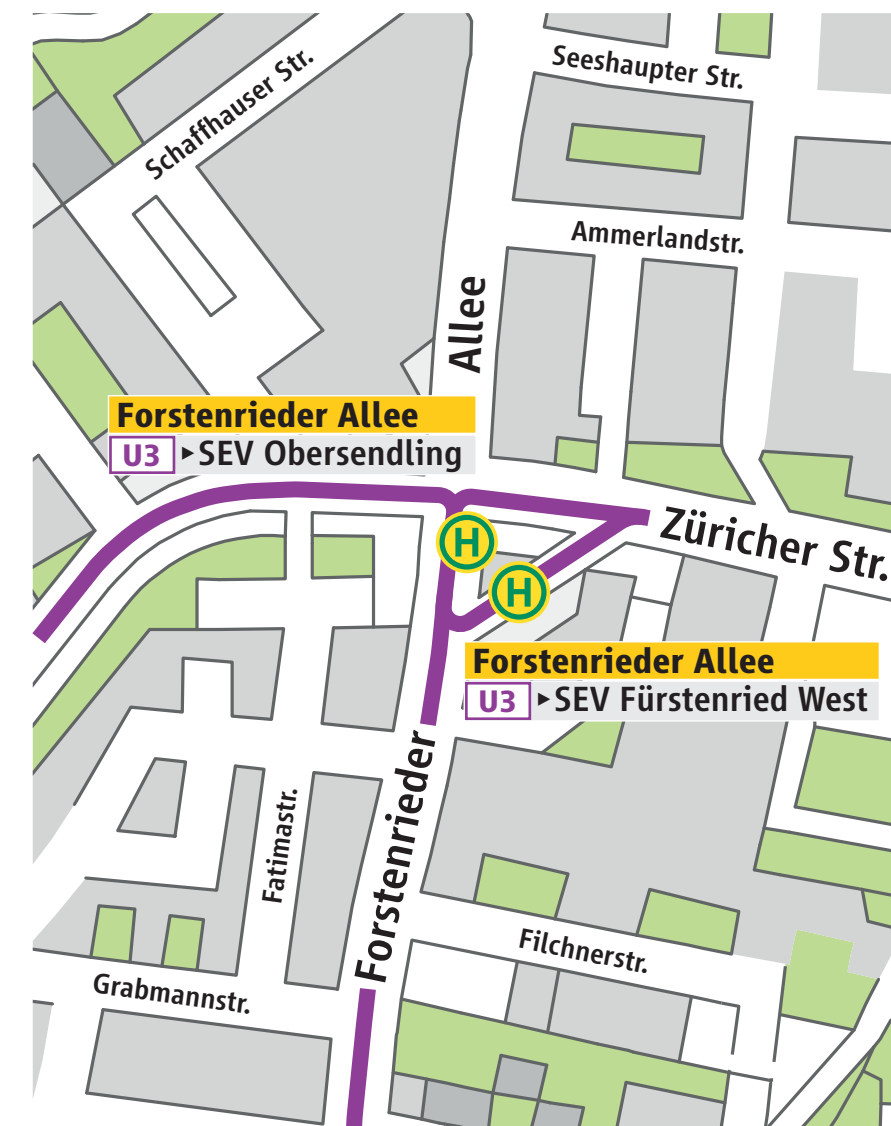 Seeshaupter Str.
Schaffhauser Str.
Ammerlandstr.
Allee
Forstenrieder Allee
U3 ▸SEV Obersendling
Züricher Str.
H
H
Forstenrieder Allee
U3 ▸SEV Fürstenried West
Forstenrieder
Fatimastr.
Filchnerstr.
Grabmannstr.